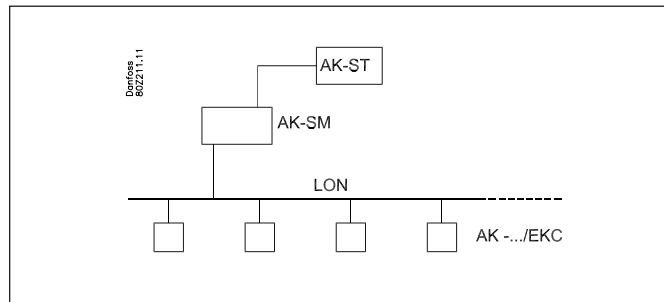 Danfoss
80Z211.11
AK-ST
AK-SM
LON
AK -.../EKC